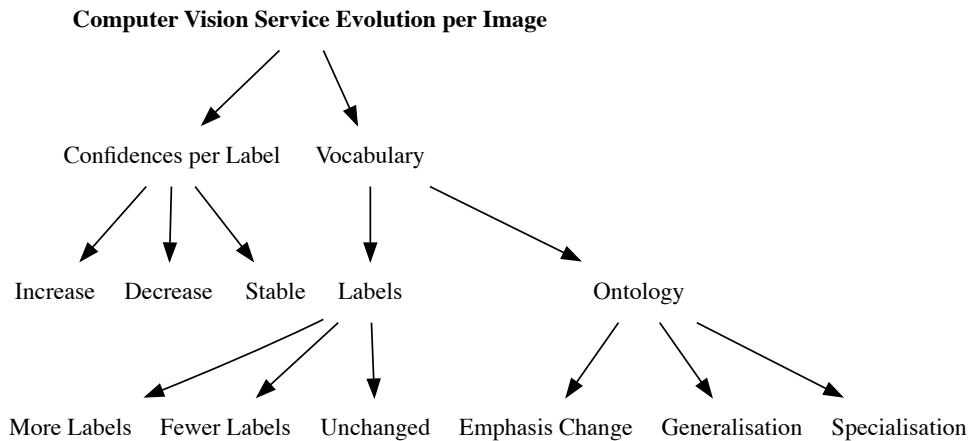 Computer Vision Service Evolution per Image
Confidences per Label Vocabulary
Increase Decrease Stable Labels Ontology
More Labels Fewer Labels Unchanged Emphasis Change Generalisation Specialisation